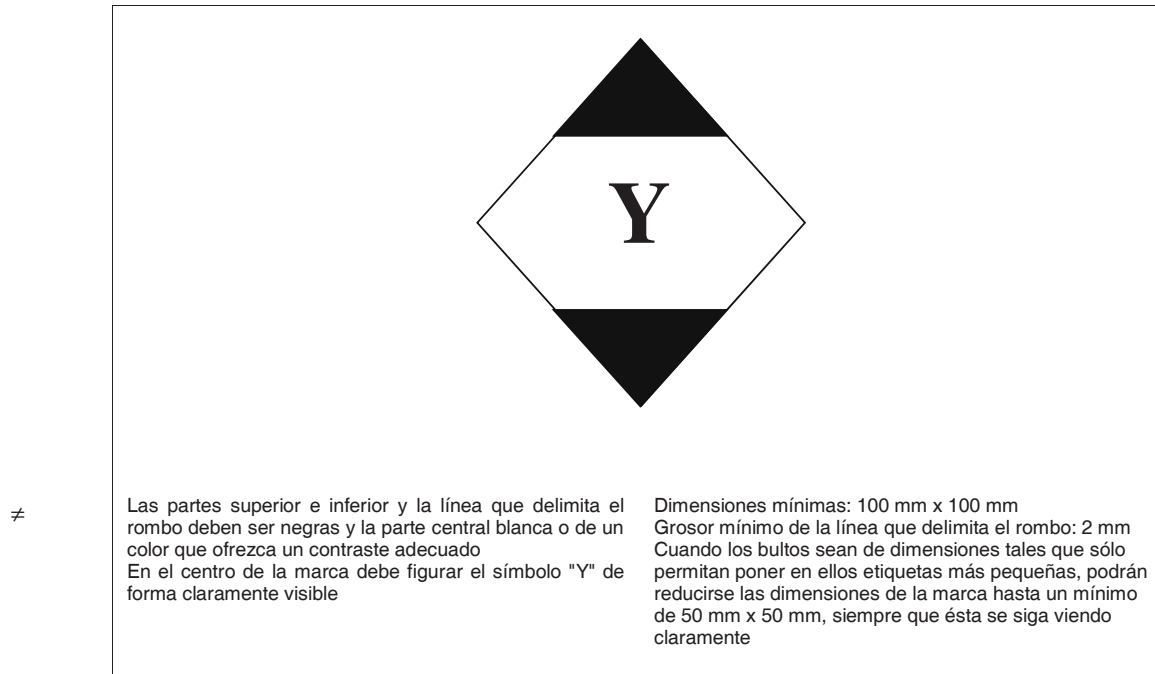 Y
≠
Las partes superior e inferior y la línea que delimita el
rombo deben ser negras y la parte central blanca o de un
color que ofrezca un contraste adecuado
En el centro de la marca debe figurar el símbolo "Y" de
forma claramente visible
Dimensiones mínimas: 100 mm x 100 mm
Grosor mínimo de la línea que delimita el rombo: 2 mm
Cuando los bultos sean de dimensiones tales que sólo
permitan poner en ellos etiquetas más pequeñas, podrán
reducirse las dimensiones de la marca hasta un mínimo
de 50 mm x 50 mm, siempre que ésta se siga viendo
claramente